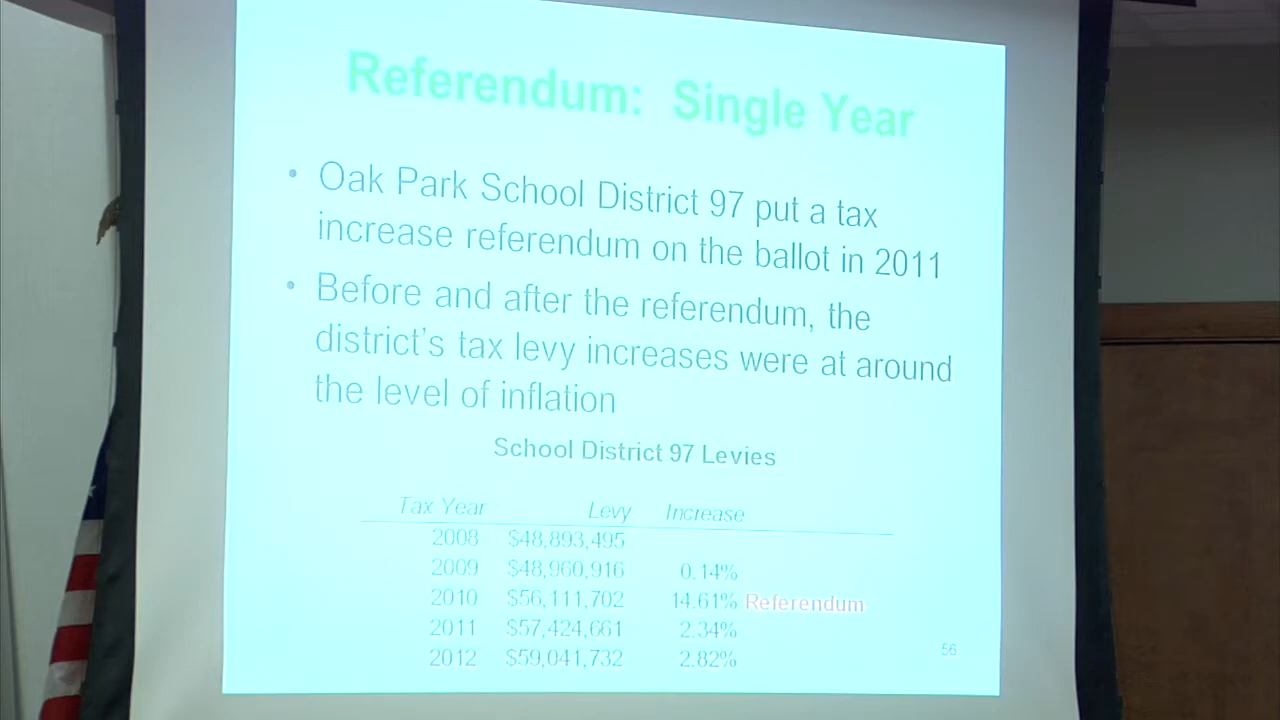 Referendum: Single Year
• Oak Park School District 97 put a tax
increase referendum on the ballot in 2011
• Before and after the referendum, the
district's tax levy increases were at around
the level of inflation
School District 97 Levies
Tax Year Levy Increase
2008 $48,893,495
2009 $48,960,916 0.14%
2010 $56,111,702 14.61% Referendum
2011 $57,424,661 2.34%
2012 $59,041,732 2.82%
56